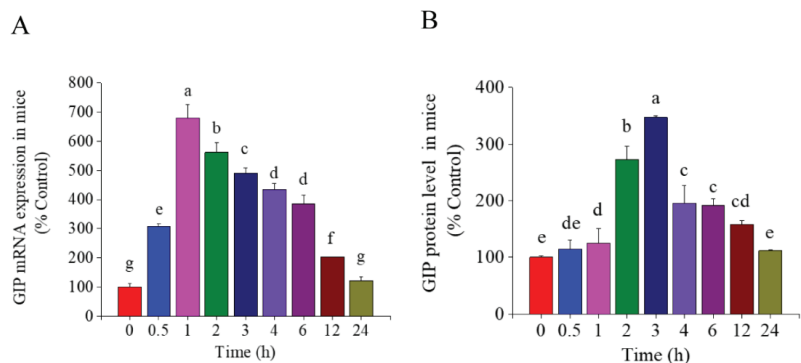 A
GIP mRNA expression in mice
(% Control)
800
700
600
500
400
300
200
100
0
g
e
a
b
c
d
d
f
g
0 0.5 1 2 3 4 6 12 24
Time (h)
B
GIP protein level in mice
(% Control)
400
300
200
100
0
e
de
d
b
a
c
c
cd
e
0 0.5 1 2 3 4 6 12 24
Time (h)